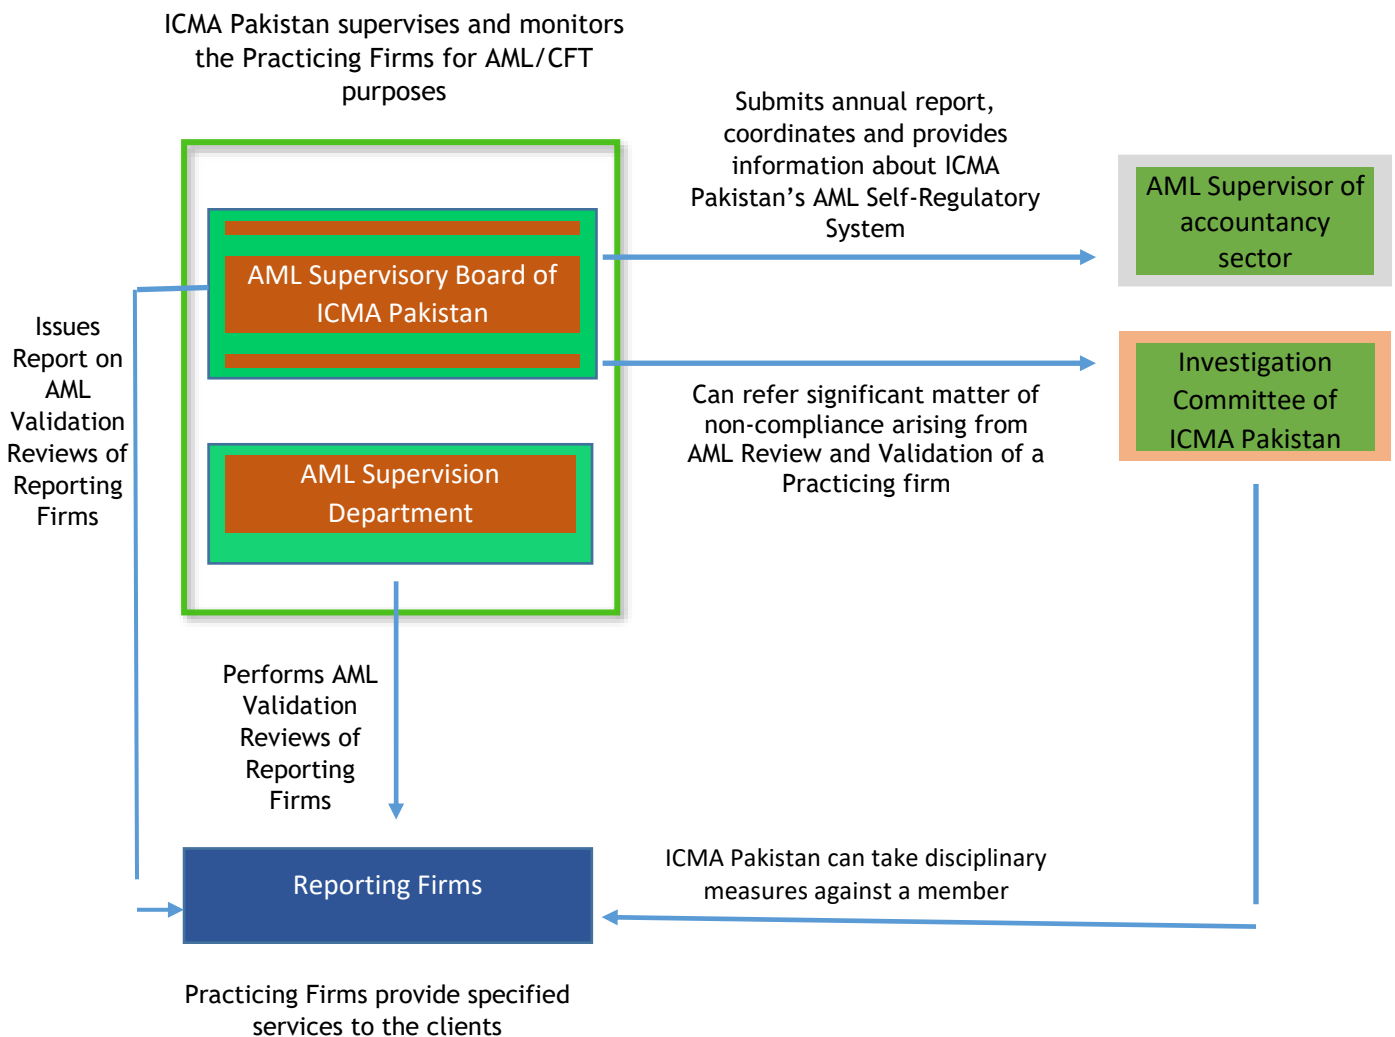 ICMA Pakistan supervises and monitors
the Practicing Firms for AML/CFT
purposes
Submits annual report,
coordinates and provides
information about ICMA
Pakistan’s AML Self-Regulatory
System
AML Supervisor of
accountancy
sector
AML Supervisory Board of
ICMA Pakistan
Issues
Report on
AML
Validation
Reviews of
Reporting
Firms
Investigation
Committee of
ICMA Pakistan
Can refer significant matter of
non-compliance arising from
AML Review and Validation of a
Practicing firm
AML Supervision
Department
Performs AML
Validation
Reviews of
Reporting
Firms
Reporting Firms
ICMA Pakistan can take disciplinary
measures against a member
Practicing Firms provide specified
services to the clients